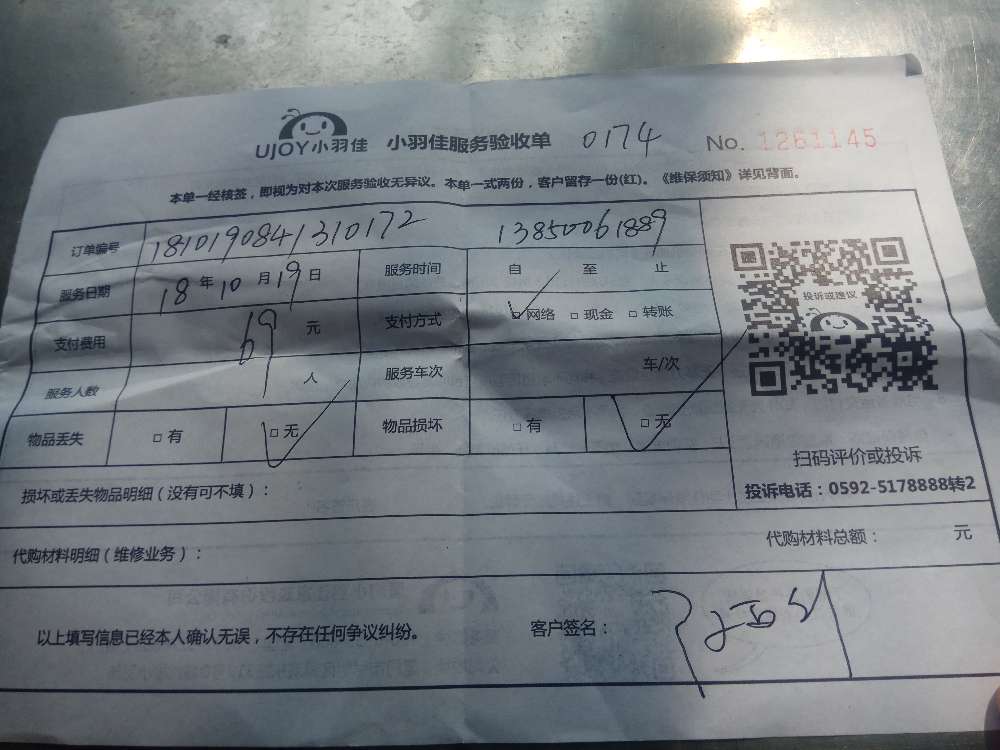 UJOY小羽佳 小羽佳服务验收单 0174 No. 1261145
本单一经核签，即视为对本次服务验收无异议。本单一式两份，客户留存一份(红)。《维保须知》详见背面。
订单编号 1810190841310172 13850061889
服务日期 18 年 10 月 19 日 服务时间 自 至 止
支付费用 69 元 支付方式 □ 网络 □ 现金 □ 转账
服务人数 人 服务车次 车/次
物品丢失 □ 有 □ 无 物品损坏 □ 有 □ 无
投诉或建议
扫码评价或投诉
投诉电话：0592-5178888转2
损坏或丢失物品明细（没有可不填）：
代购材料明细（维修业务）： 代购材料总额： 元
以上填写信息已经本人确认无误，不存在任何争议纠纷。 客户签名：